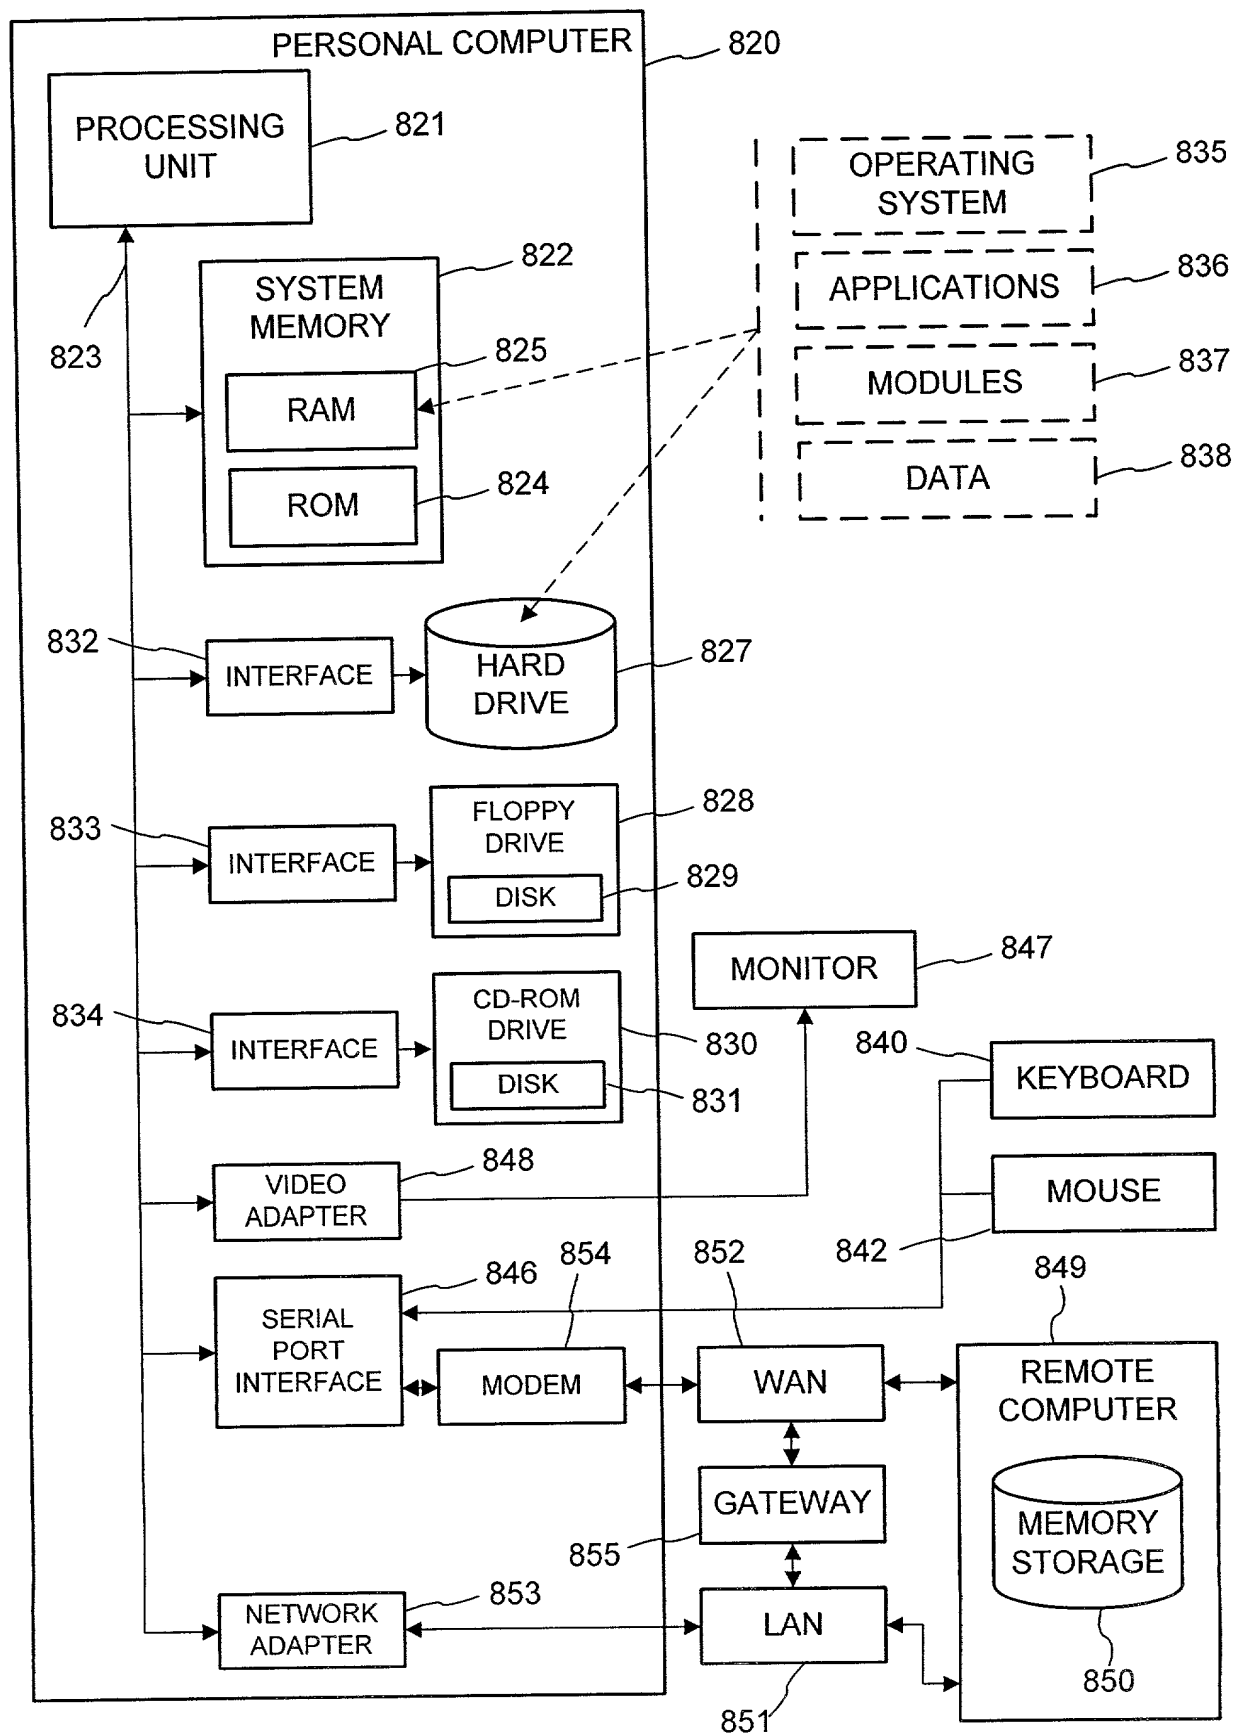 PERSONAL COMPUTER
820
PROCESSING
UNIT
821
823
SYSTEM
MEMORY
822
825
RAM
824
ROM
OPERATING
SYSTEM
835
APPLICATIONS
836
MODULES
837
DATA
838
832
INTERFACE
HARD
DRIVE
827
833
INTERFACE
FLOPPY
DRIVE
828
DISK
829
834
INTERFACE
CD-ROM
DRIVE
830
DISK
831
MONITOR
847
840
KEYBOARD
MOUSE
842
VIDEO
ADAPTER
848
846
SERIAL
PORT
INTERFACE
854
MODEM
852
WAN
849
REMOTE
COMPUTER
MEMORY
STORAGE
850
GATEWAY
855
NETWORK
ADAPTER
853
LAN
851